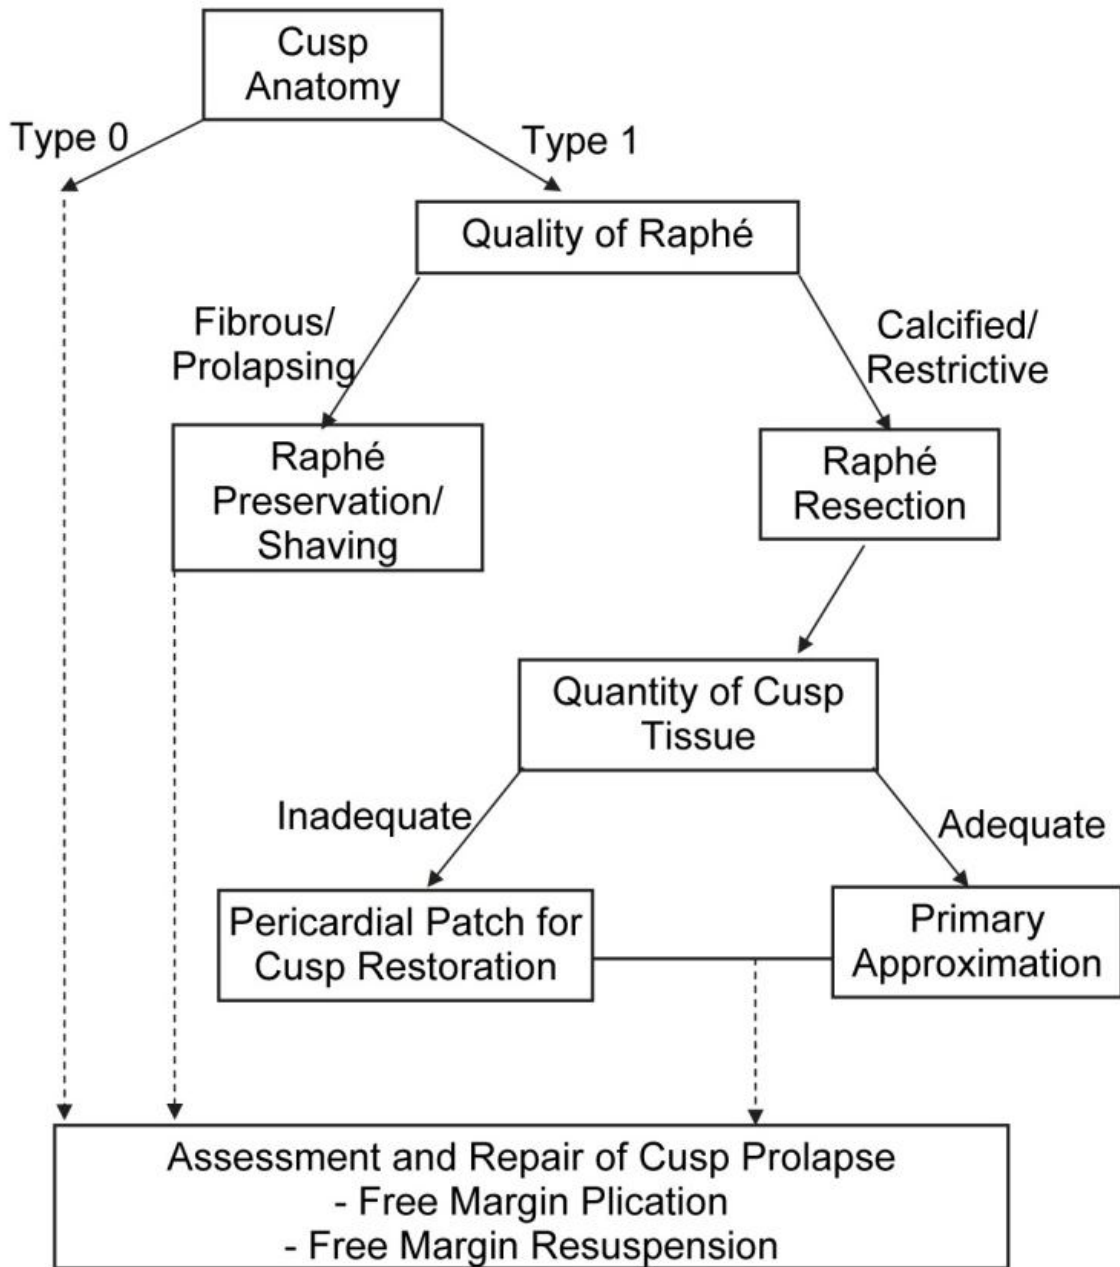 Cusp
Anatomy
Type 0
Type 1
Quality of Raphé
Fibrous/
Prolapsing
Calcified/
Restrictive
Raphé
Preservation/
Shaving
Raphé
Resection
Quantity of Cusp
Tissue
Inadequate
Adequate
Pericardial Patch for
Cusp Restoration
Primary
Approximation
Assessment and Repair of Cusp Prolapse
- Free Margin Plication
- Free Margin Resuspension